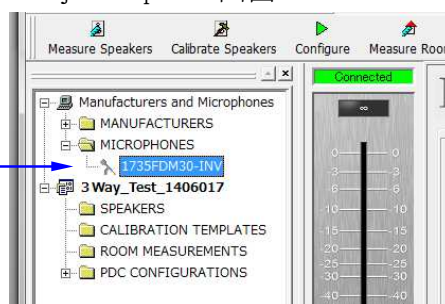 Measure Speakers Calibrate Speakers Configure Measure Roo
Connected
Manufacturers and Microphones
MANUFACTURERS
MICROPHONES
1735FDM30-INV
3 Way_Test_1406017
SPEAKERS
CALIBRATION TEMPLATES
ROOM MEASUREMENTS
PDC CONFIGURATIONS
∞
0 0
-3 -3
-6 -6
-10 -10
-15 -15
-20 -20
-25 -25
-30 -30
-40 -40